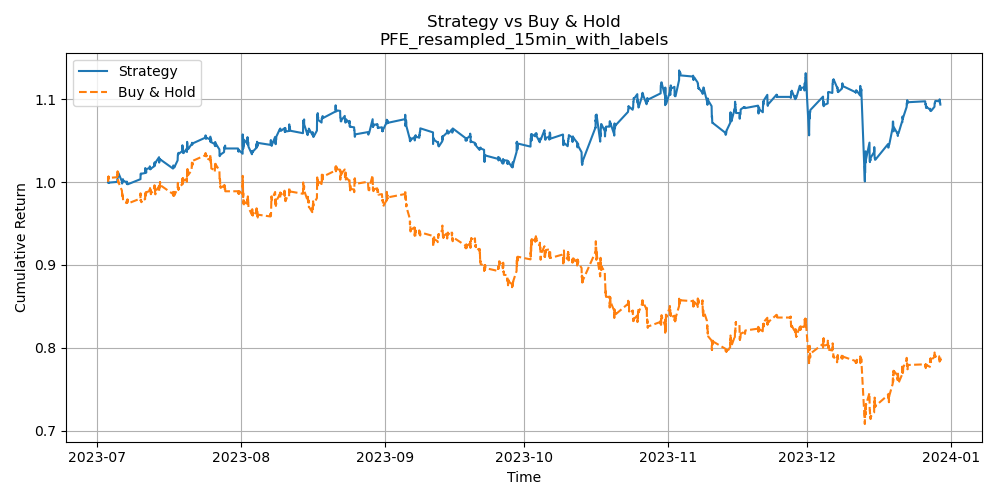 Strategy vs Buy & Hold
PFE_resampled_15min_with_labels
Strategy
Buy & Hold
Cumulative Return
1.1
1.0
0.9
0.8
0.7
2023-07 2023-08 2023-09 2023-10 2023-11 2023-12 2024-01
Time